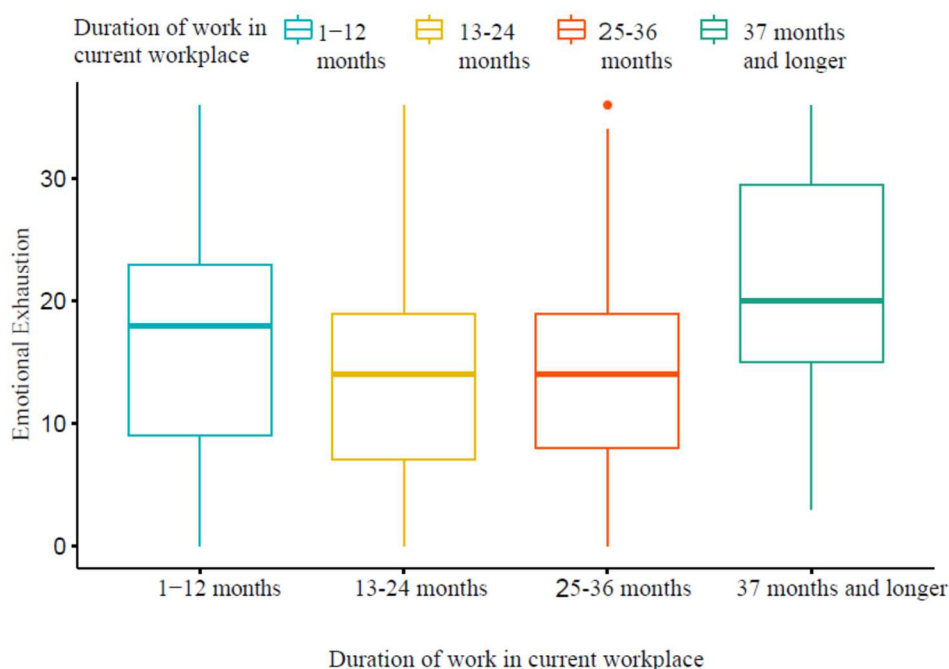 Duration of work in current workplace
1−12 months
13-24 months
25-36 months
37 months and longer
Emotional Exhaustion
30
20
10
0
1−12 months
13-24 months
25-36 months
37 months and longer
Duration of work in current workplace